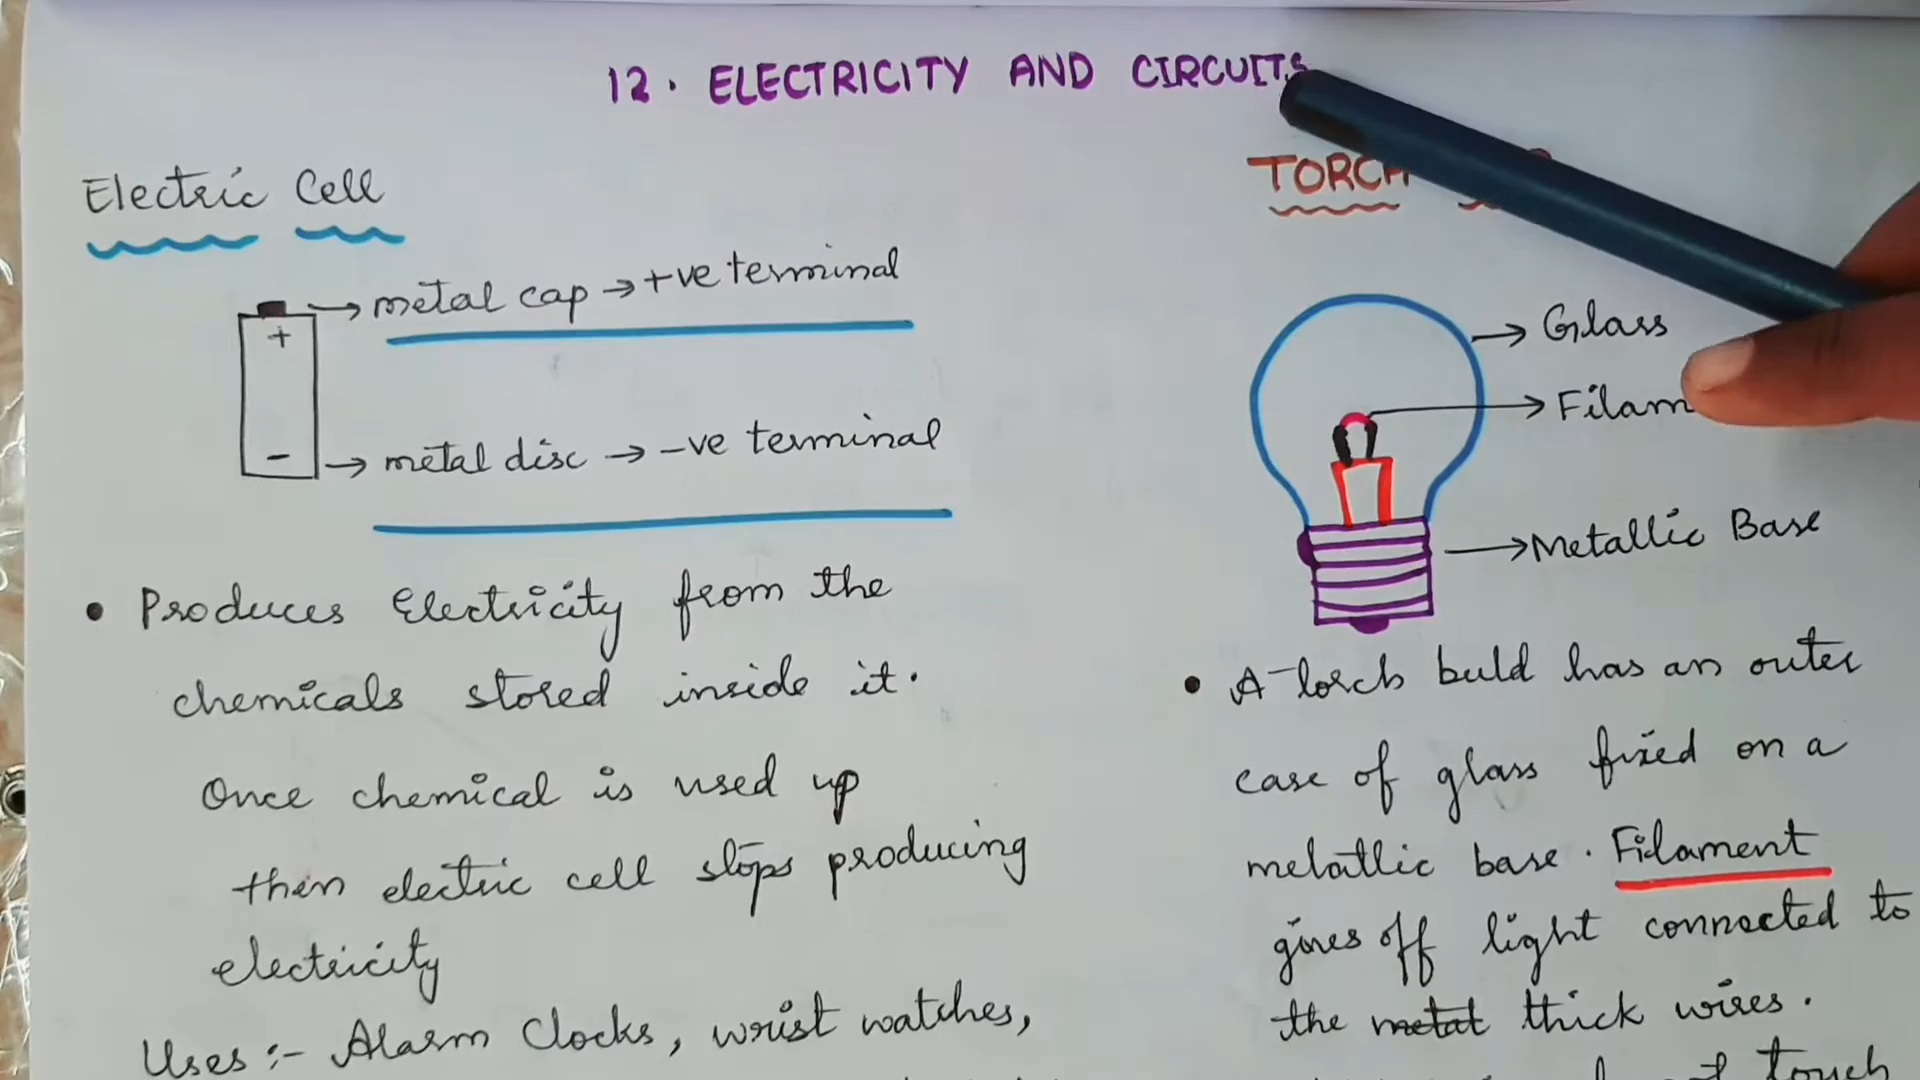 12. ELECTRICITY AND CIRCUITS
Electric Cell
metal cap → +ve terminal
+
-
metal disc → -ve terminal
• Produces Electricity from the
chemicals stored inside it.
Once chemical is used up
then electric cell stops producing
electricity
Uses :- Alarm Clocks, wrist watches,
TORCH
→ Glass
→ Filam
→ Metallic Base
• A torch buld has an outer
case of glass fixed on a
metallic base. Filament
gives off light connected to
the metal thick wires.
touch